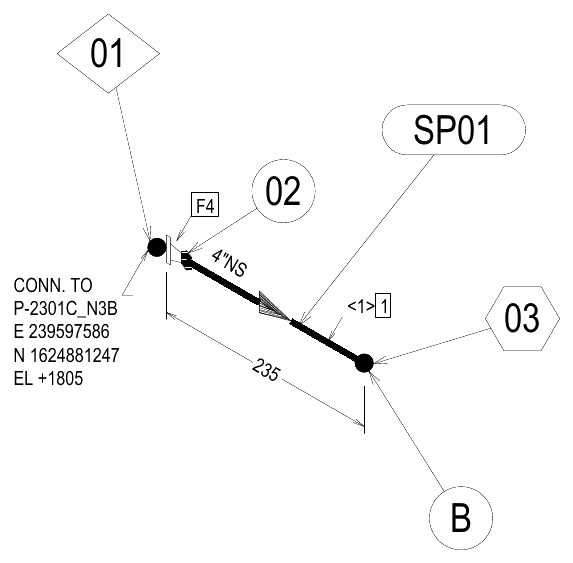 01
SP01
02
F4
4"NS
CONN. TO
P-2301C_N3B
E 239597586
N 1624881247
EL +1805
<1> 1
03
235
B